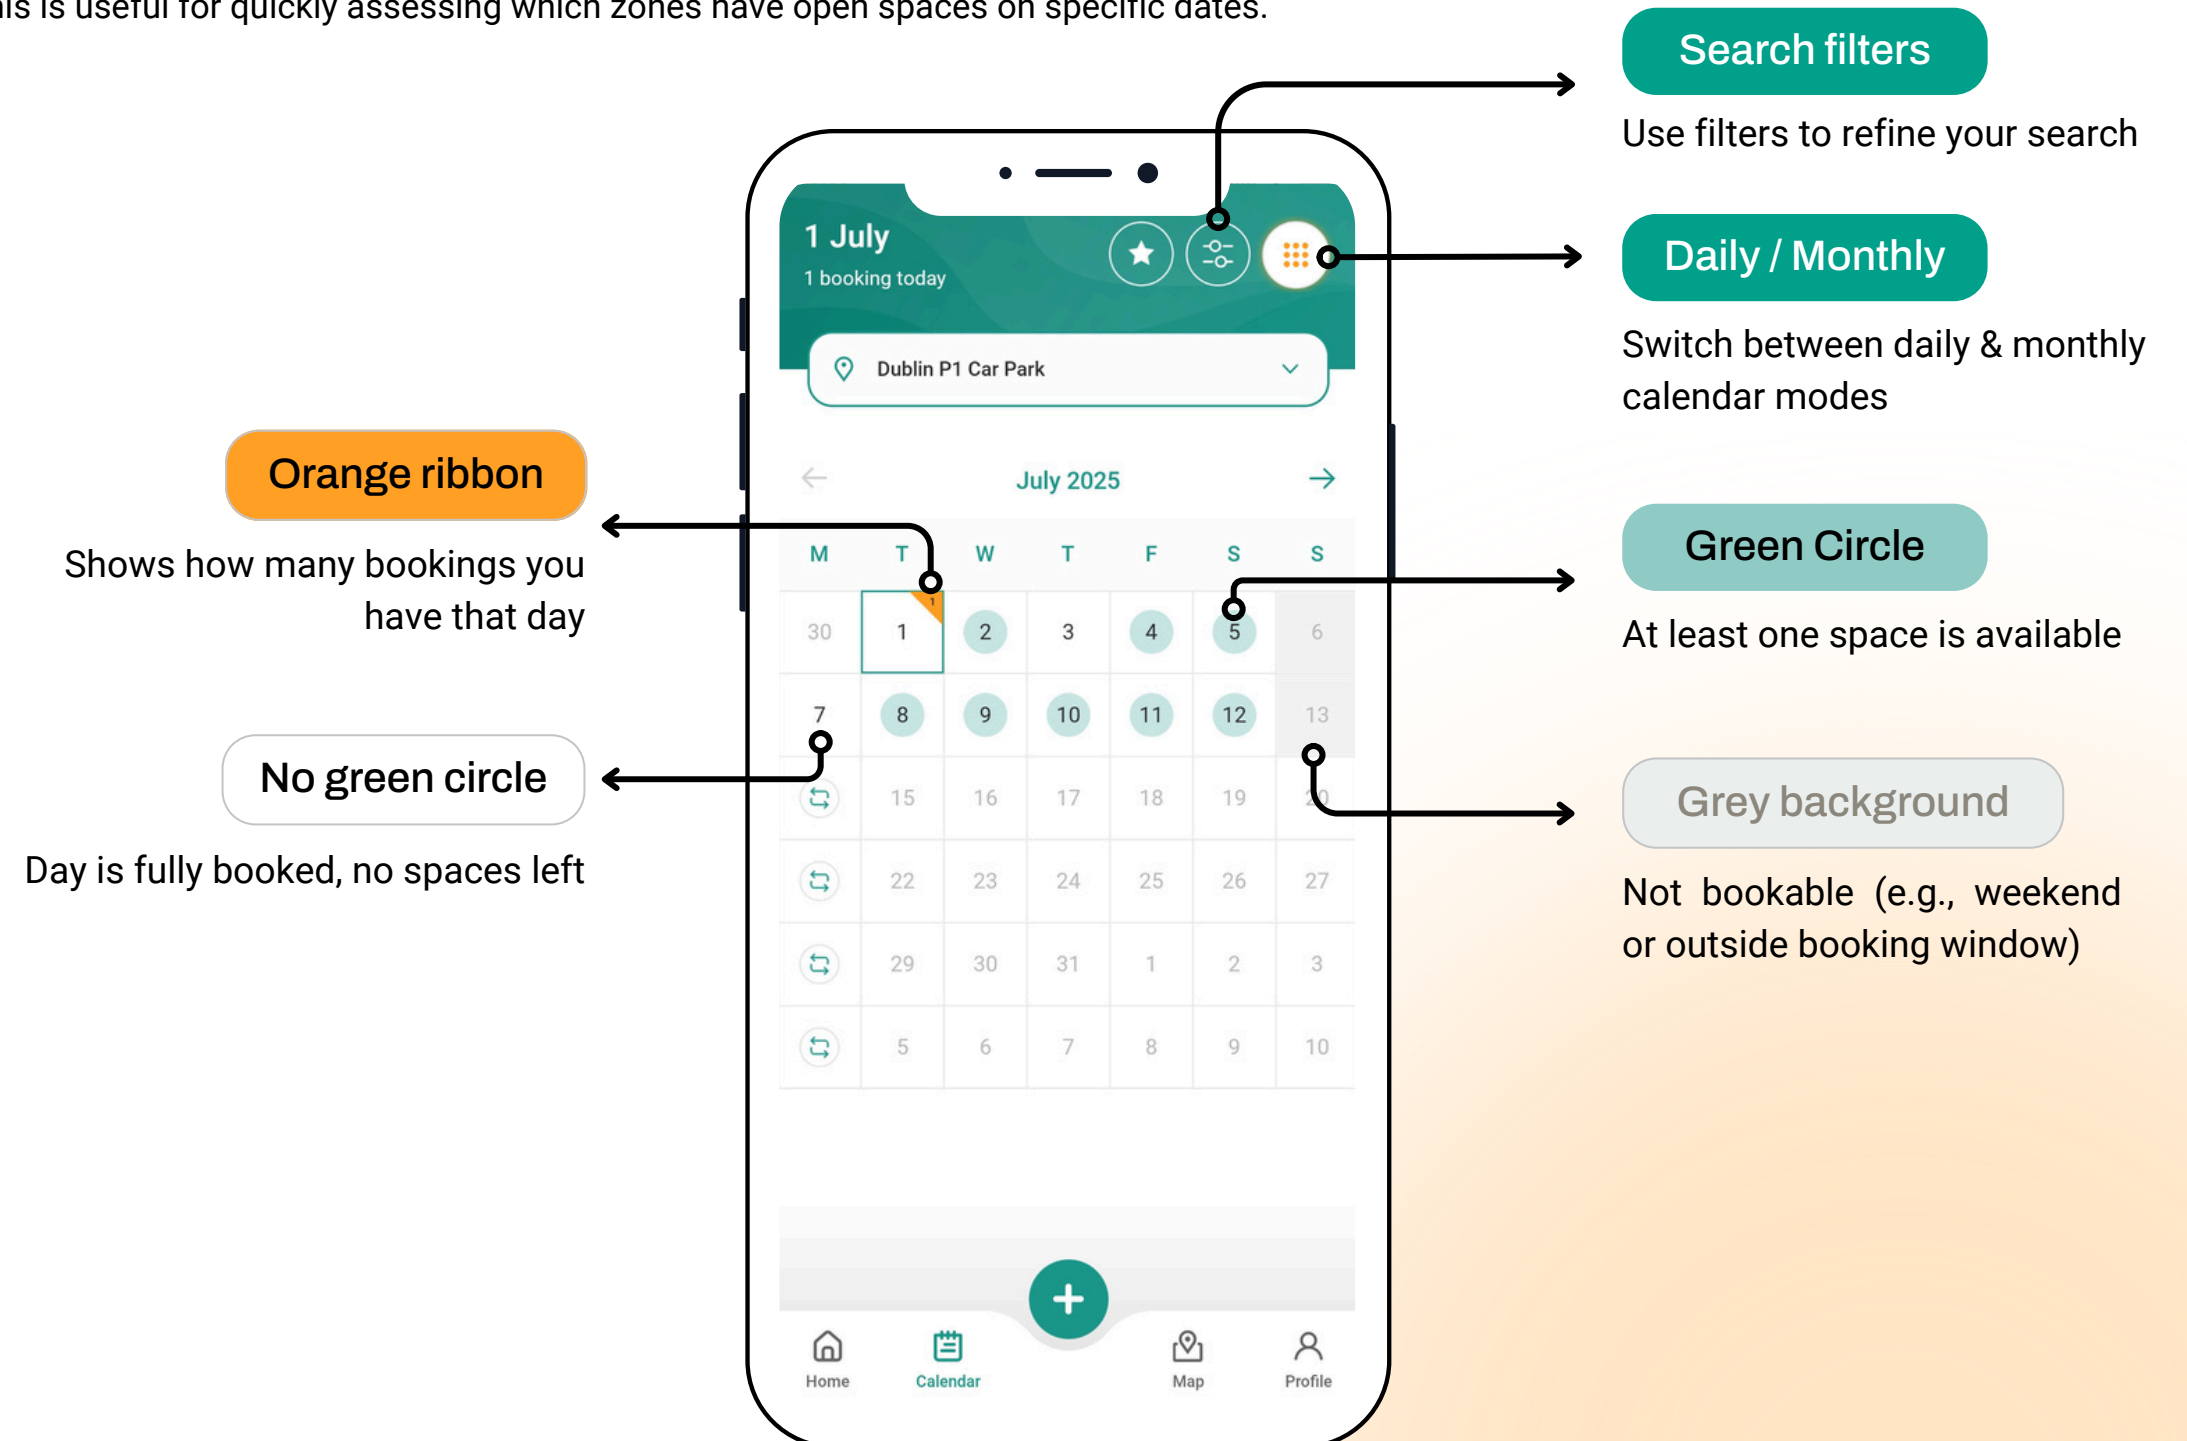 is is useful for quickly assessing which zones have open spaces on specific dates.
Search filters
Use filters to refine your search
Daily / Monthly
Switch between daily & monthly
calendar modes
Green Circle
At least one space is available
Grey background
Not bookable (e.g., weekend
or outside booking window)
Orange ribbon
Shows how many bookings you
have that day
No green circle
Day is fully booked, no spaces left
1 July
1 booking today
Dublin P1 Car Park
July 2025
M T W T F S S
1
30 1 2 3 4 5 6
7 8 9 10 11 12 13
15 16 17 18 19 20
22 23 24 25 26 27
29 30 31 1 2 3
5 6 7 8 9 10
Home Calendar Map Profile